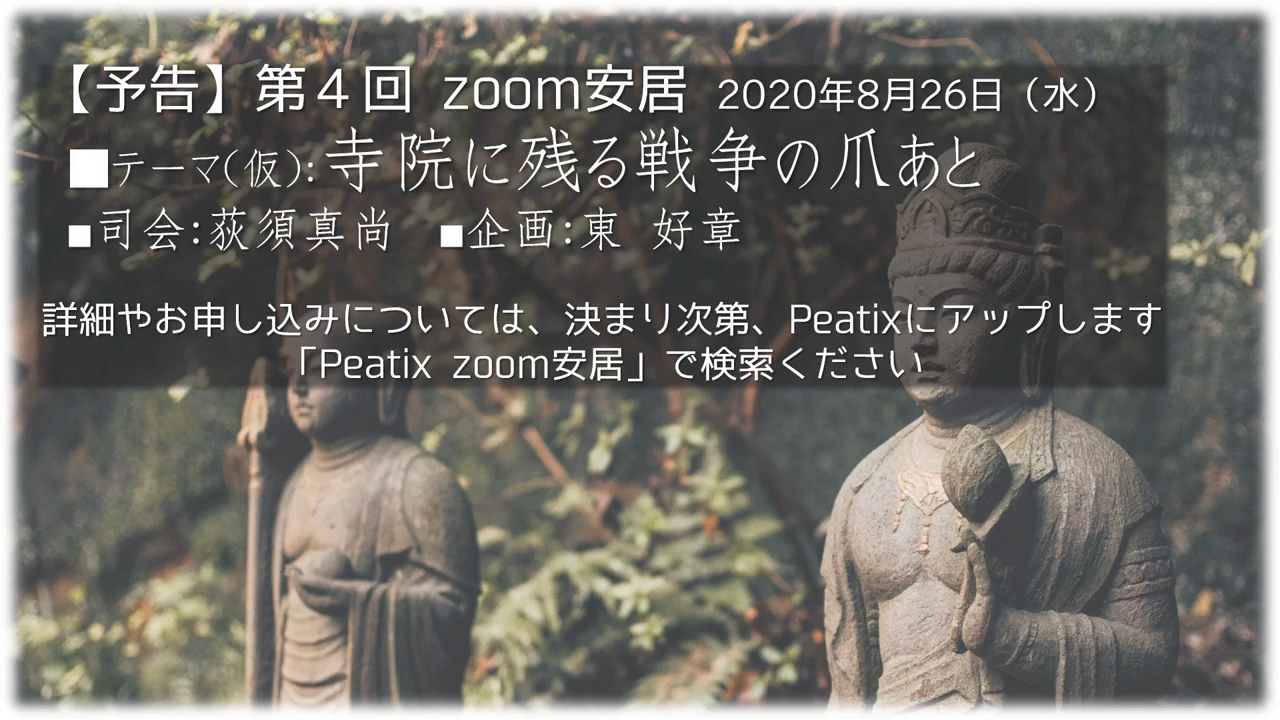 【予告】第４回 zoom安居 2020年8月26日（水）
■テーマ(仮):寺院に残る戦争の爪あと
■司会:荻須真尚 ■企画:東 好章
詳細やお申し込みについては、決まり次第、Peatixにアップします
「Peatix zoom安居」で検索ください